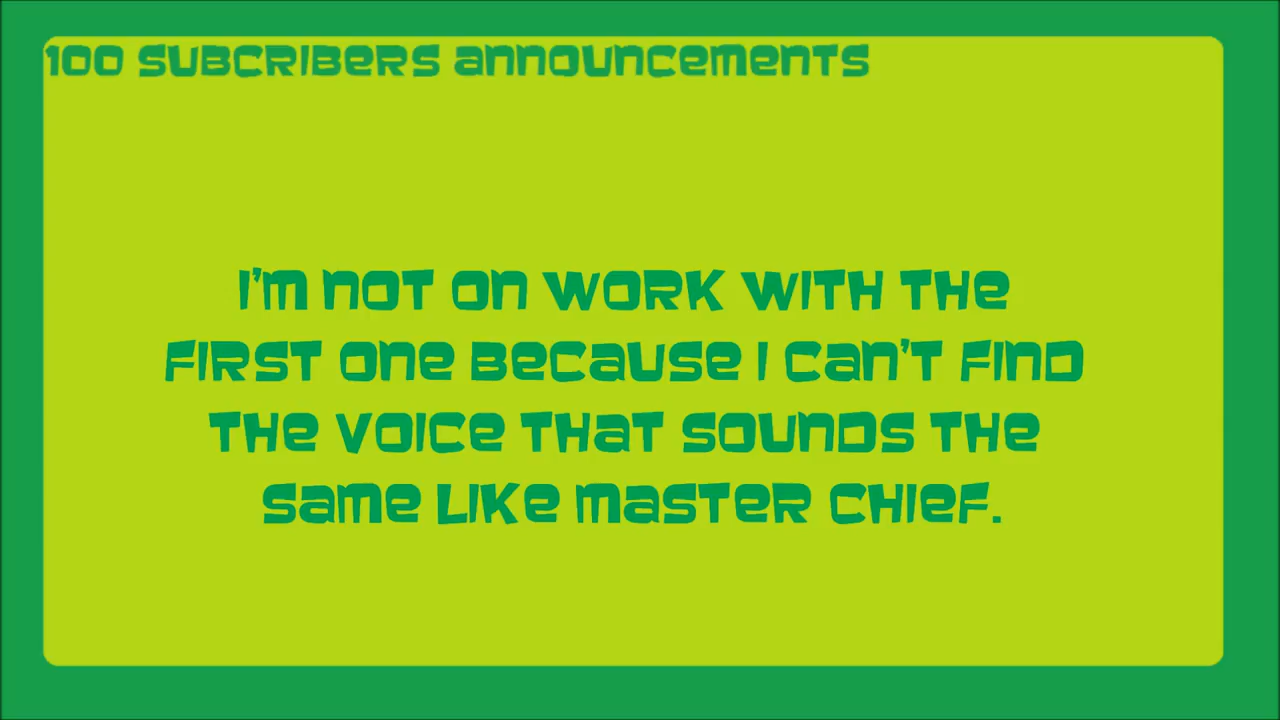 100 SUBCRIBERS ANNOUNCEMENTS
I'M NOT ON WORK WITH THE
FIRST ONE BECAUSE I CAN'T FIND
THE VOICE THAT SOUNDS THE
SAME LIKE MASTER CHIEF.